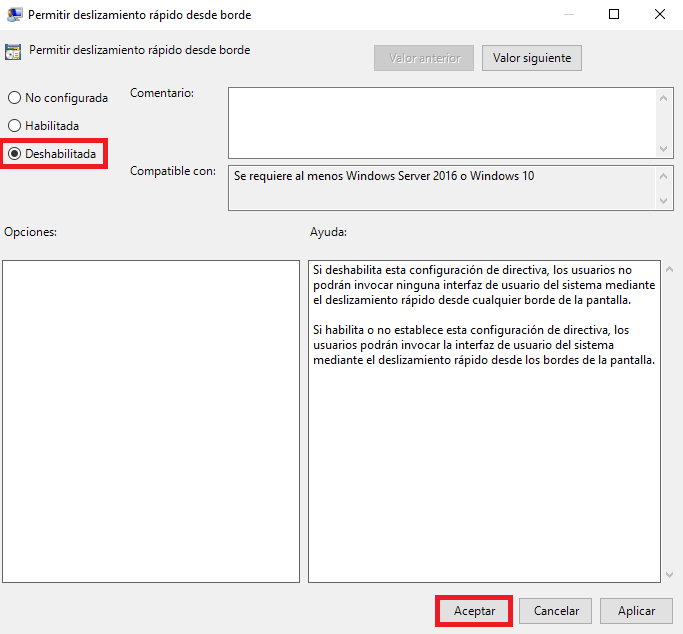 Permitir deslizamiento rápido desde borde
Permitir deslizamiento rápido desde borde
Valor anterior
Valor siguiente
No configurada
Habilitada
Deshabilitada
Comentario:
Compatible con:
Se requiere al menos Windows Server 2016 o Windows 10
Opciones:
Ayuda:
Si deshabilita esta configuración de directiva, los usuarios no
podrán invocar ninguna interfaz de usuario del sistema mediante
el deslizamiento rápido desde cualquier borde de la pantalla.
Si habilita o no establece esta configuración de directiva, los
usuarios podrán invocar la interfaz de usuario del sistema
mediante el deslizamiento rápido desde los bordes de la pantalla.
Aceptar
Cancelar
Aplicar